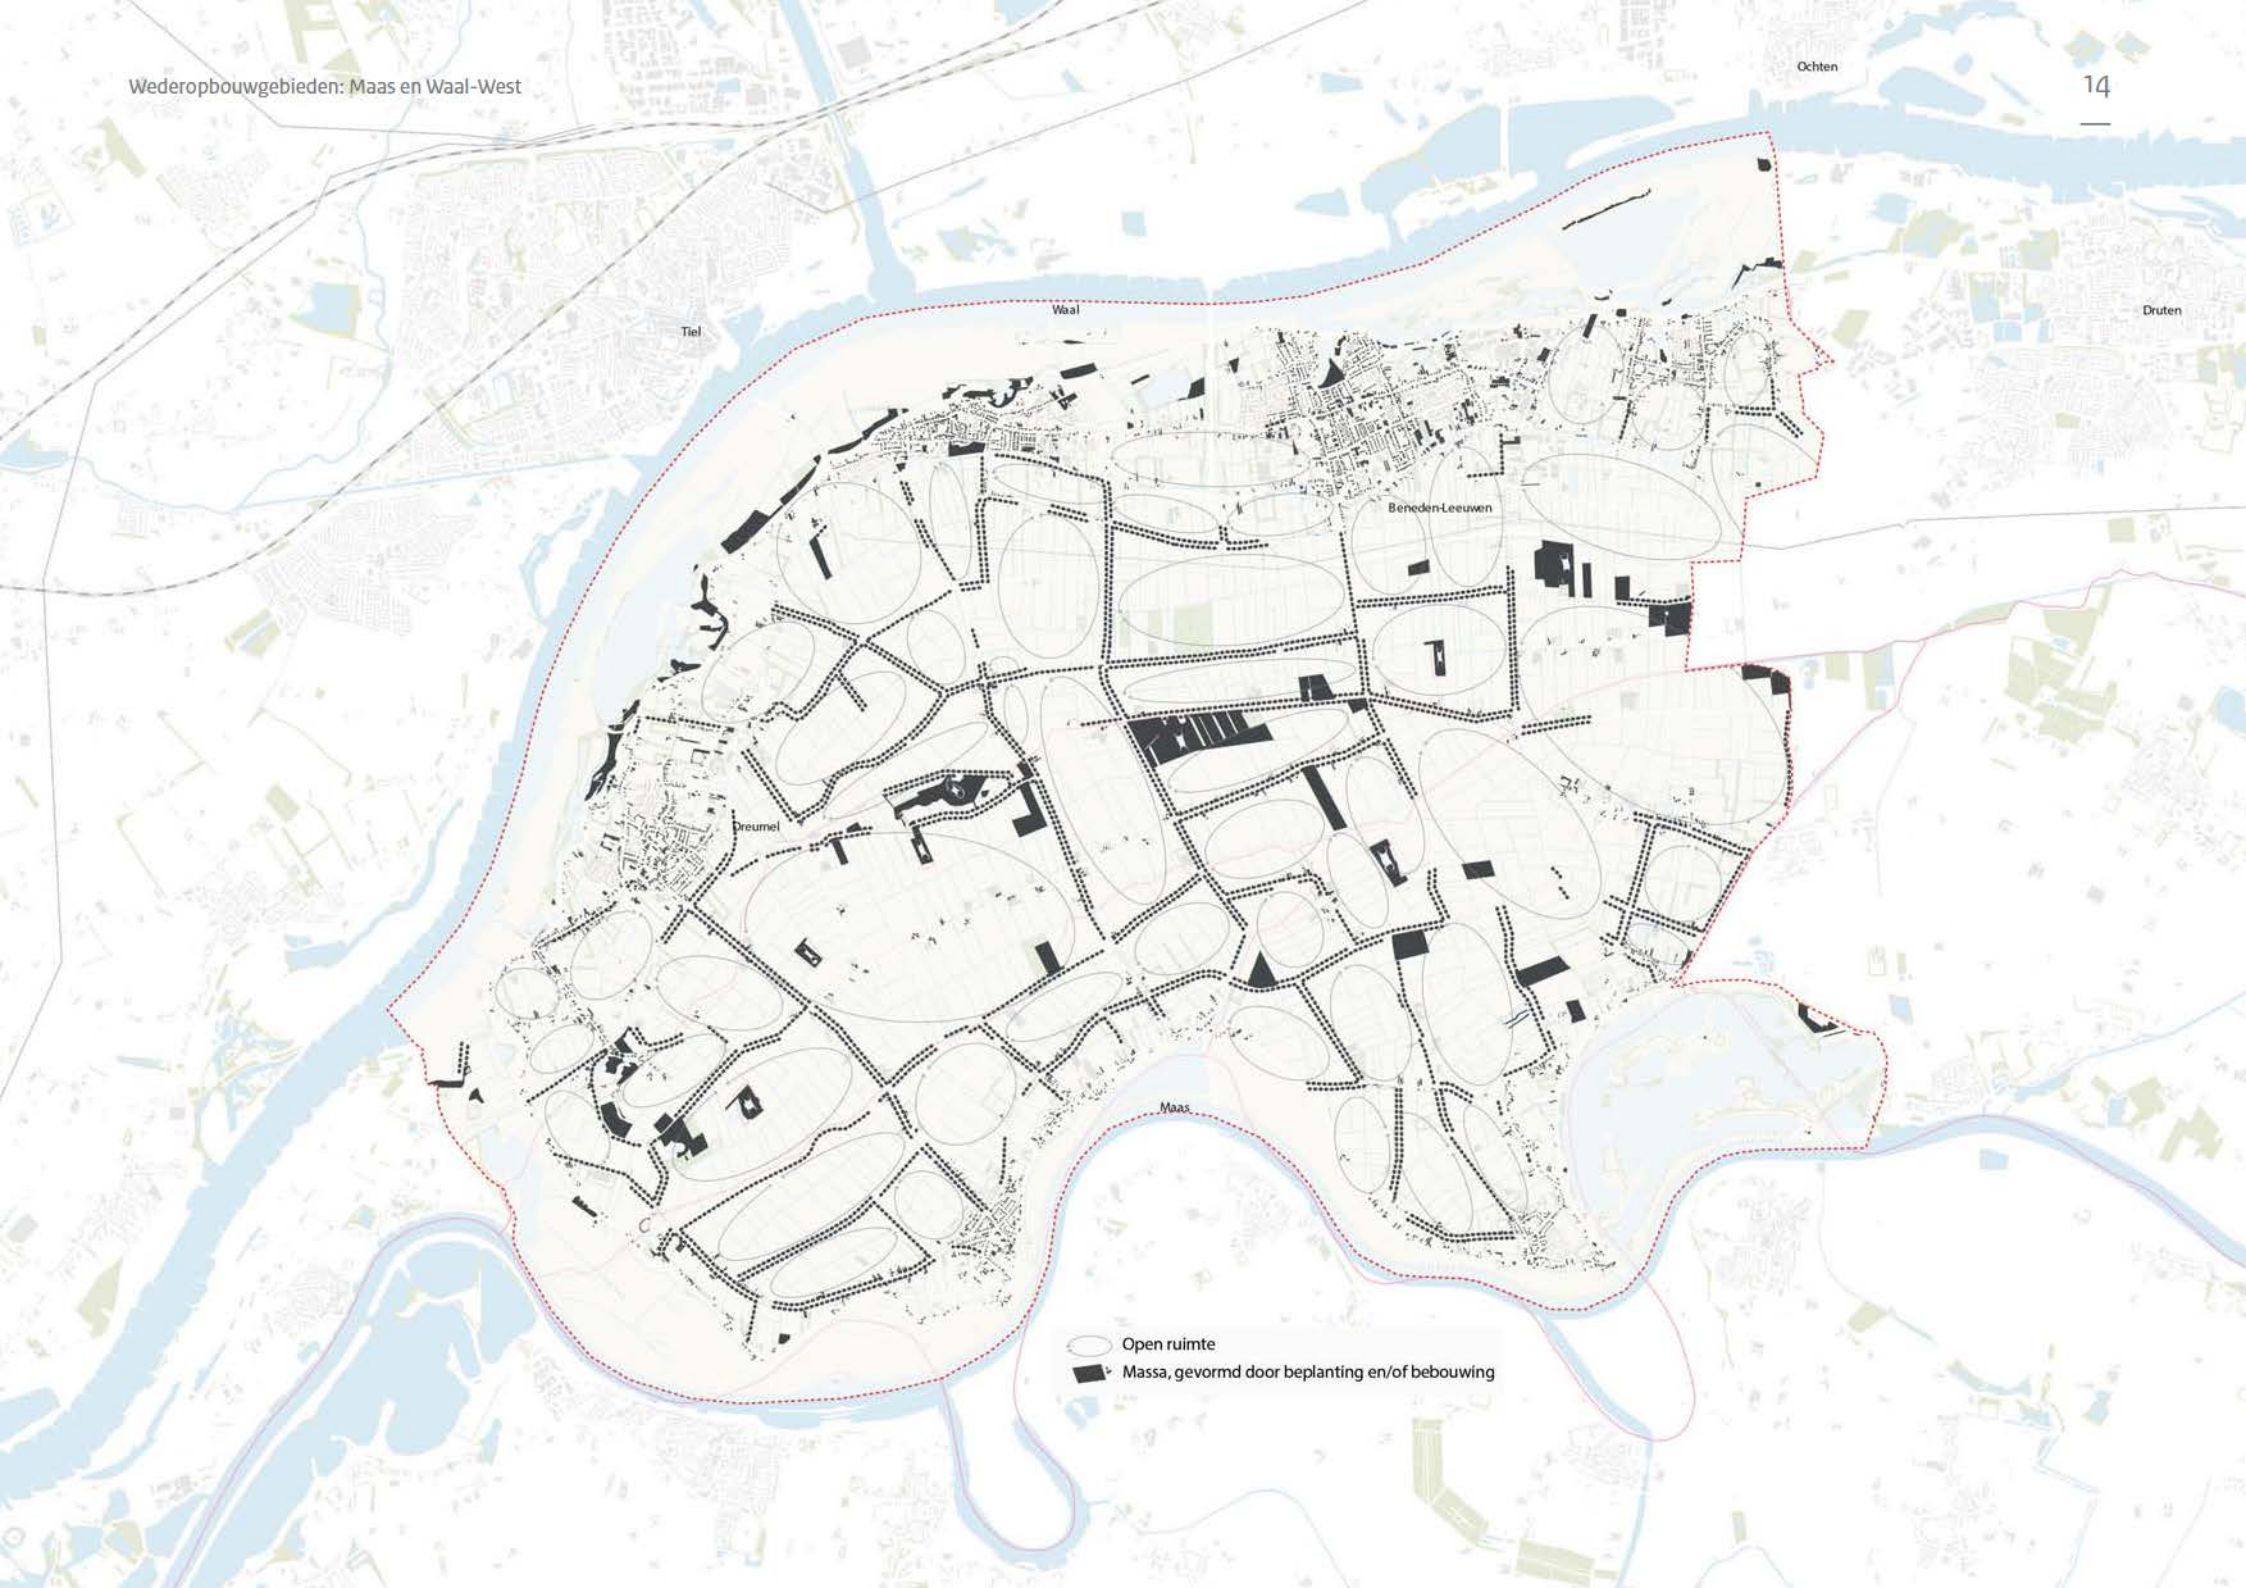 Wederopbouwgebieden: Maas en Waal-West
14
Ochten
Tiel
Waal
Druten
Beneden-Leeuwen
Dreumel
Maas
Open ruimte
Massa, gevormd door beplanting en/of bebouwing